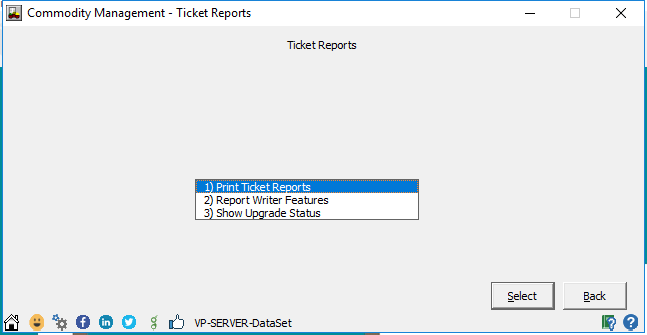 Commodity Management - Ticket Reports
Ticket Reports
1) Print Ticket Reports
2) Report Writer Features
3) Show Upgrade Status
Select Back
VP-SERVER-DataSet